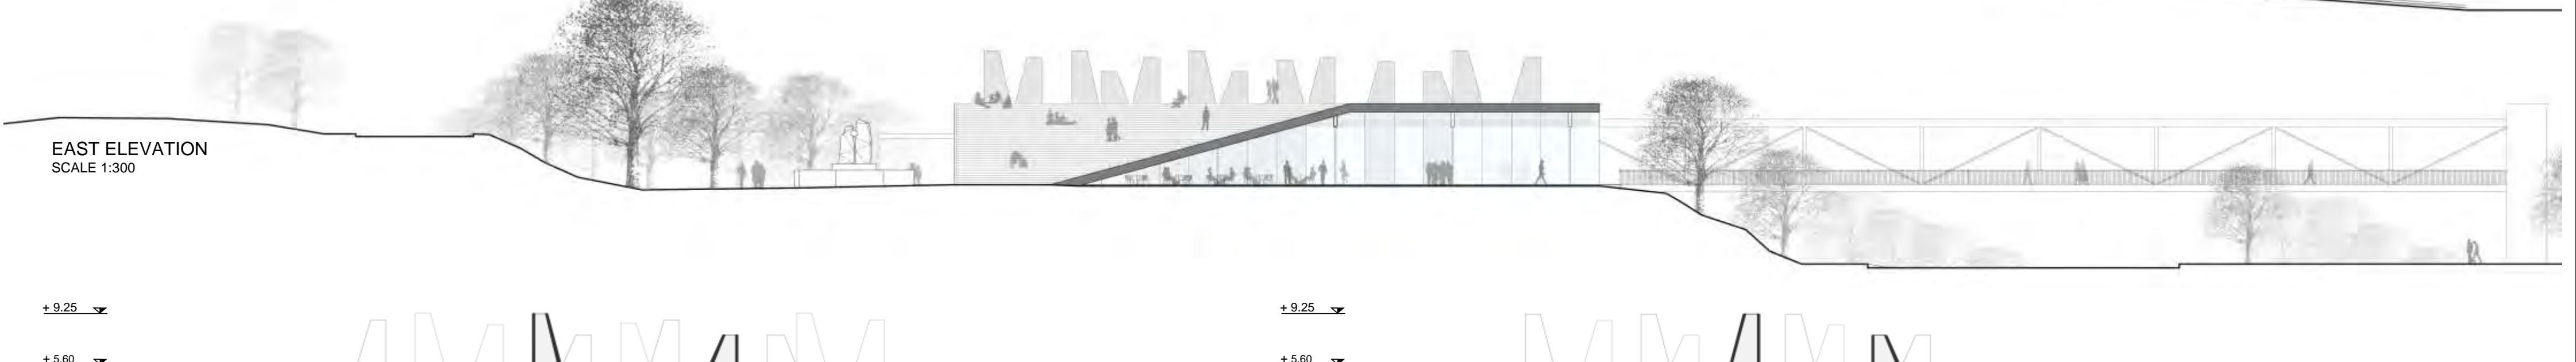 EAST ELEVATION
SCALE 1:300
+ 9.25
+ 9.25
+ 5.60
+ 5.60